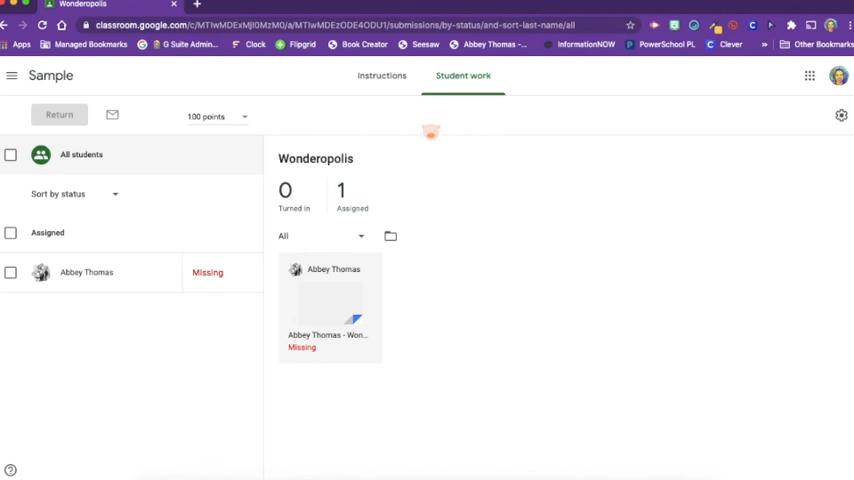 Wonderopolis
classroom.google.com/c/MTIwMDExMjI0MzM0/a/MTIwMDEzODE4ODU1/submissions/by-status/and-sort-last-name/all
Apps Managed Bookmarks G Suite Admin... Clock Flipgrid Book Creator Seesaw Abbey Thomas -... InformationNOW PowerSchool PL Clever » Other Bookmarks
Sample Instructions Student work
Return 100 points
All students
Sort by status
Assigned
Abbey Thomas Missing
Wonderopolis
0 1
Turned in Assigned
All
Abbey Thomas
Abbey Thomas - Won...
Missing